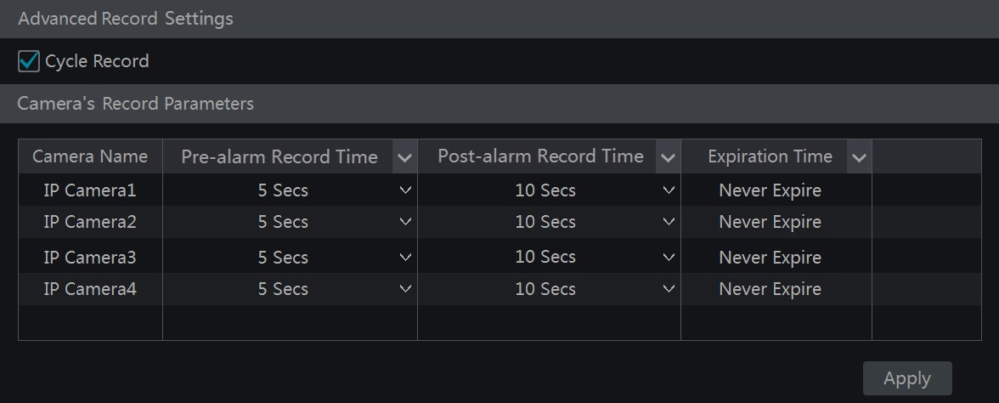 Advanced Record Settings
Cycle Record
Camera's Record Parameters
Camera Name Pre-alarm Record Time Post-alarm Record Time Expiration Time
IP Camera1 5 Secs 10 Secs Never Expire
IP Camera2 5 Secs 10 Secs Never Expire
IP Camera3 5 Secs 10 Secs Never Expire
IP Camera4 5 Secs 10 Secs Never Expire
Apply